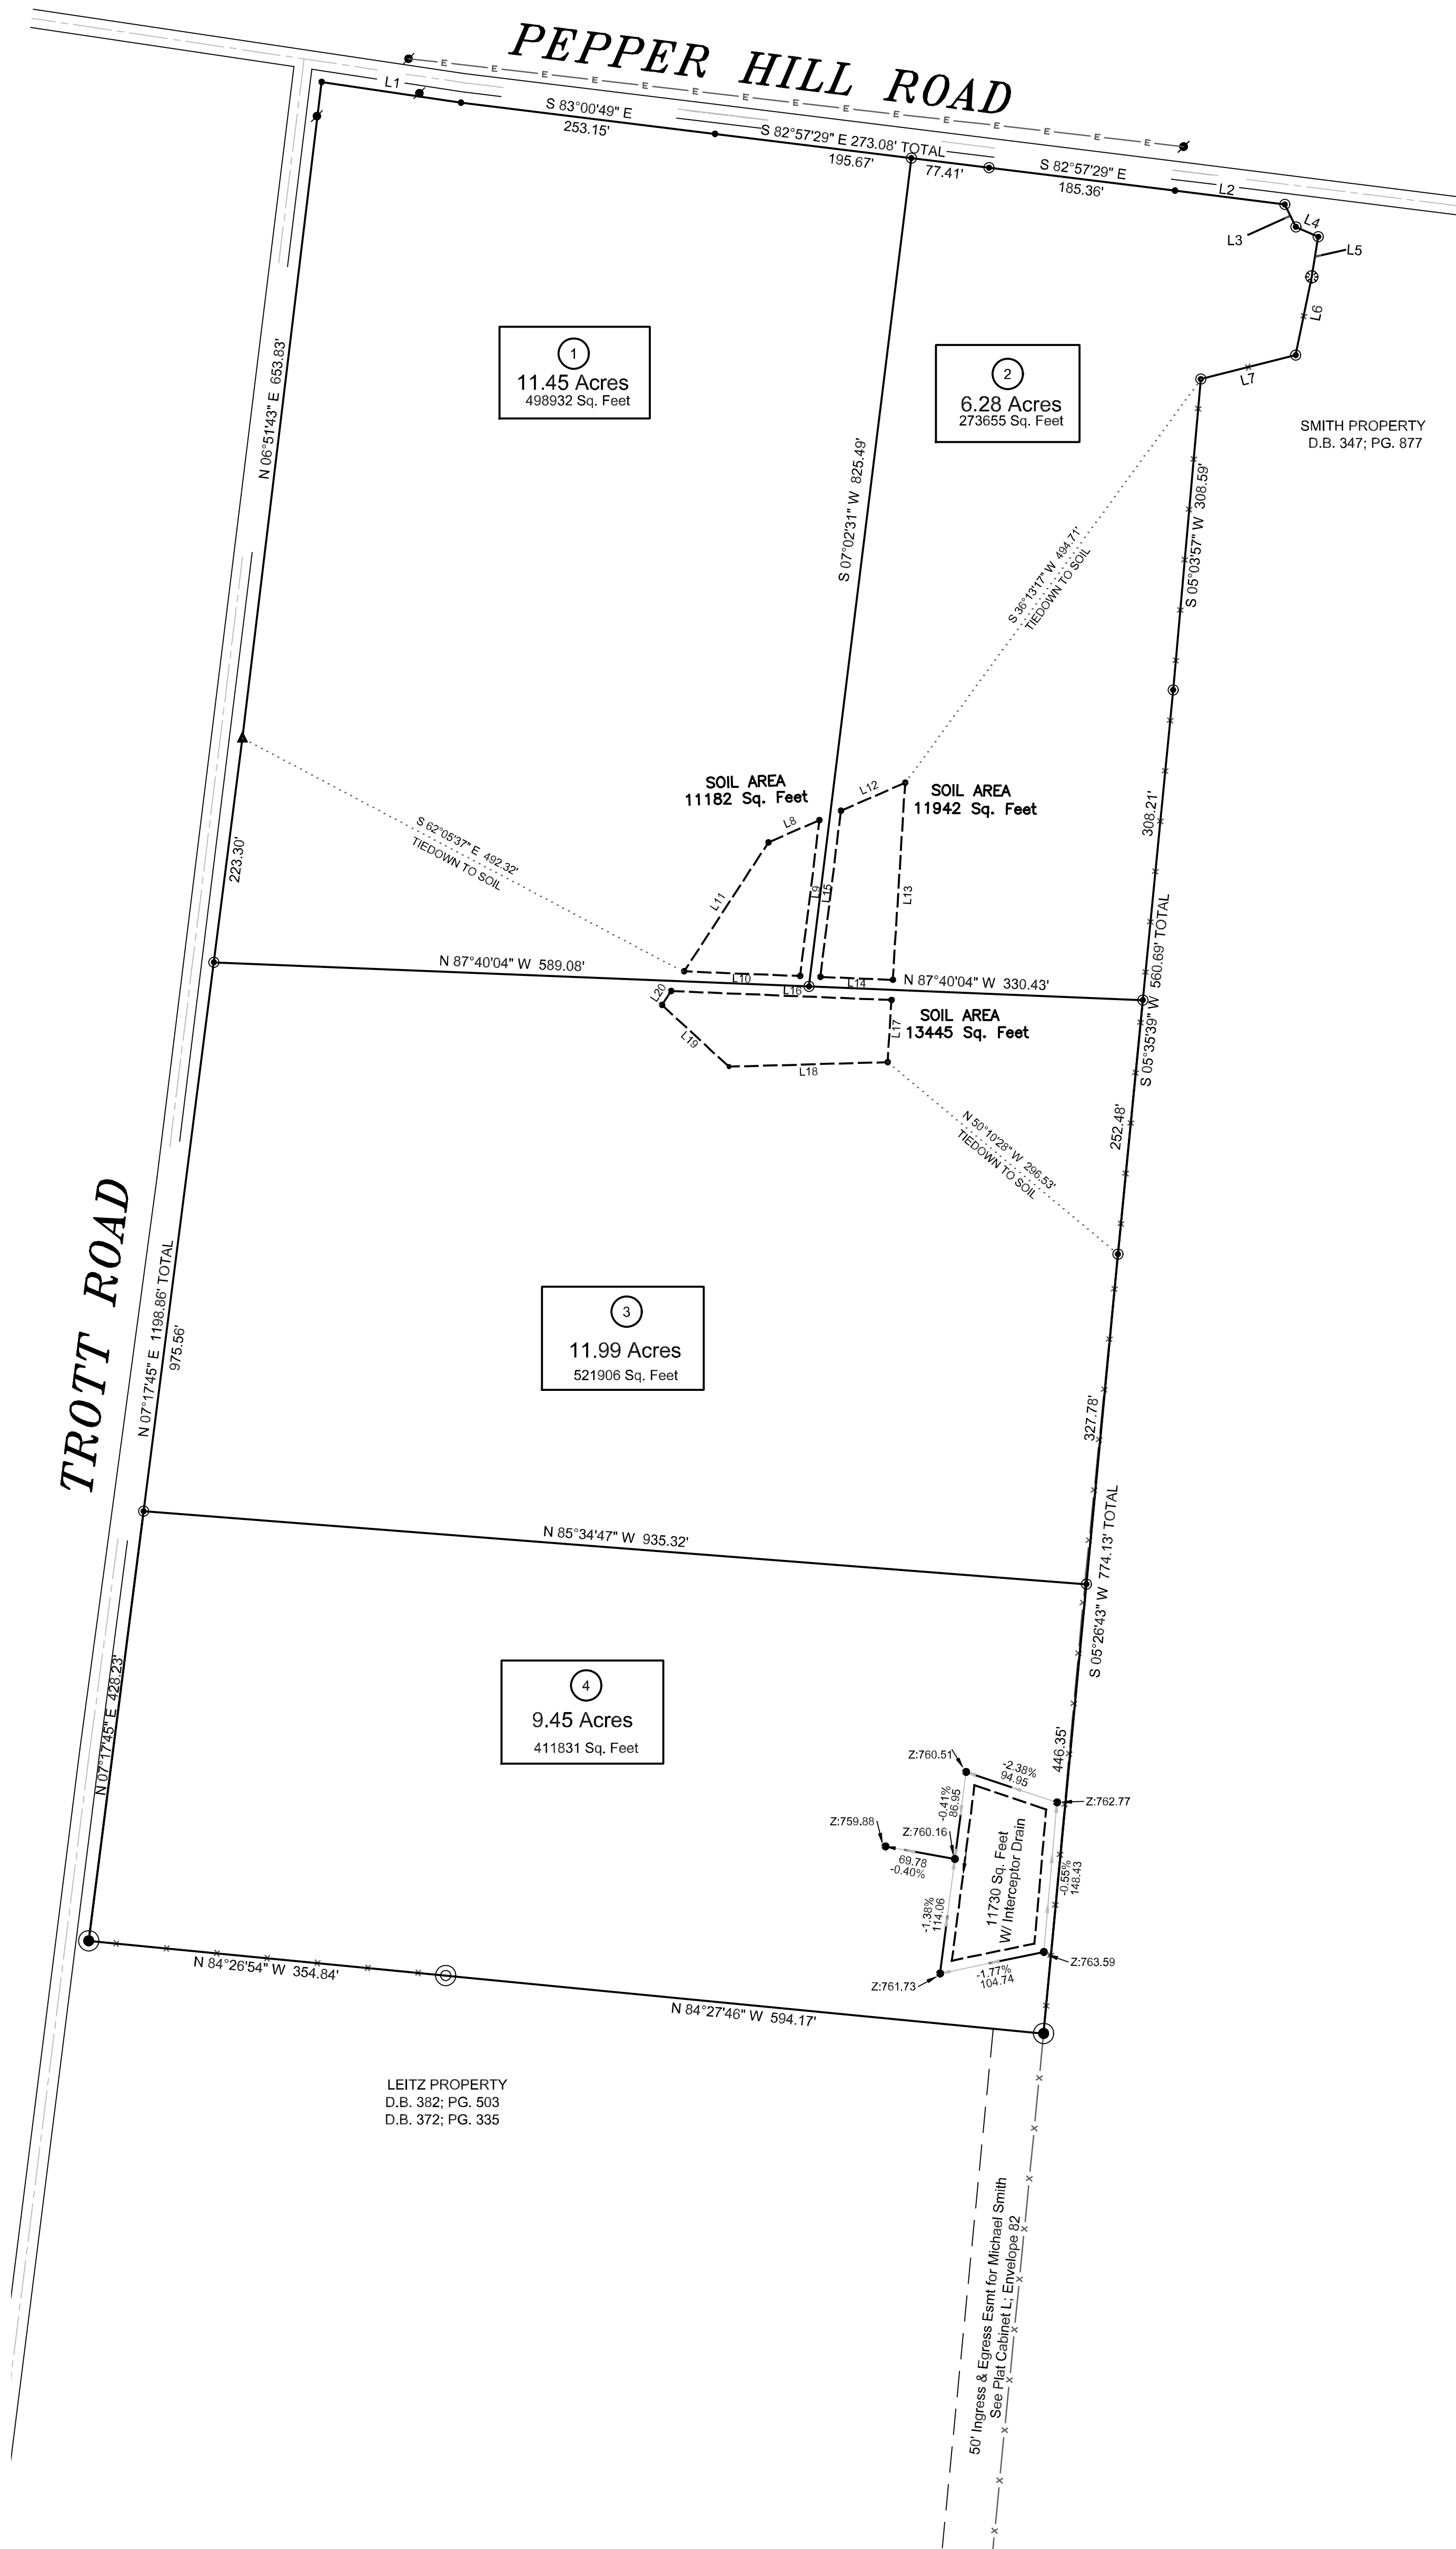 PEPPER HILL ROAD
E E E E E E E E E E E E E E E
L1
S 83°00'49" E
253.15'
S 82°57'29" E 273.08' TOTAL
195.67'
77.41'
S 82°57'29" E
185.36'
L2
L3
L4
L5
L6
L7
1
11.45 Acres
498932 Sq. Feet
2
6.28 Acres
273655 Sq. Feet
SMITH PROPERTY
D.B. 347; PG. 877
N 06°51'43" E 653.83'
S 07°02'31" W 825.49'
S 05°03'57" W 308.59'
S 36°13'17" W 494.71'
TIEDOWN TO SOIL
SOIL AREA
11182 Sq. Feet
L12
SOIL AREA
11942 Sq. Feet
308.21'
L8
S 62°05'37" E 492.32'
TIEDOWN TO SOIL
223.30'
L11
L9
L15
L13
N 87°40'04" W 589.08'
L10
L14
N 87°40'04" W 330.43'
S 05°35'39" W 560.69' TOTAL
L20
L16
SOIL AREA
13445 Sq. Feet
L17
L19
L18
252.48'
N 50°10'28" W 296.53'
TIEDOWN TO SOIL
TROTT ROAD
N 07°17'45" E 1198.86' TOTAL
975.56'
3
11.99 Acres
521906 Sq. Feet
327.78'
N 85°34'47" W 935.32'
S 05°26'43" W 774.13' TOTAL
N 07°17'45" E 428.23'
4
9.45 Acres
411831 Sq. Feet
446.35'
Z:760.51
-2.38%
94.95
Z:762.77
-0.41%
86.95
Z:759.88
Z:760.16
69.78
-0.40%
11730 Sq. Feet
W/ Interceptor Drain
-0.55%
148.43
-1.38%
114.06
Z:763.59
-1.77%
104.74
Z:761.73
N 84°26'54" W 354.84'
N 84°27'46" W 594.17'
LEITZ PROPERTY
D.B. 382; PG. 503
D.B. 372; PG. 335
50' Ingress & Egress Esmt for Michael Smith
See Plat Cabinet L; Envelope 82